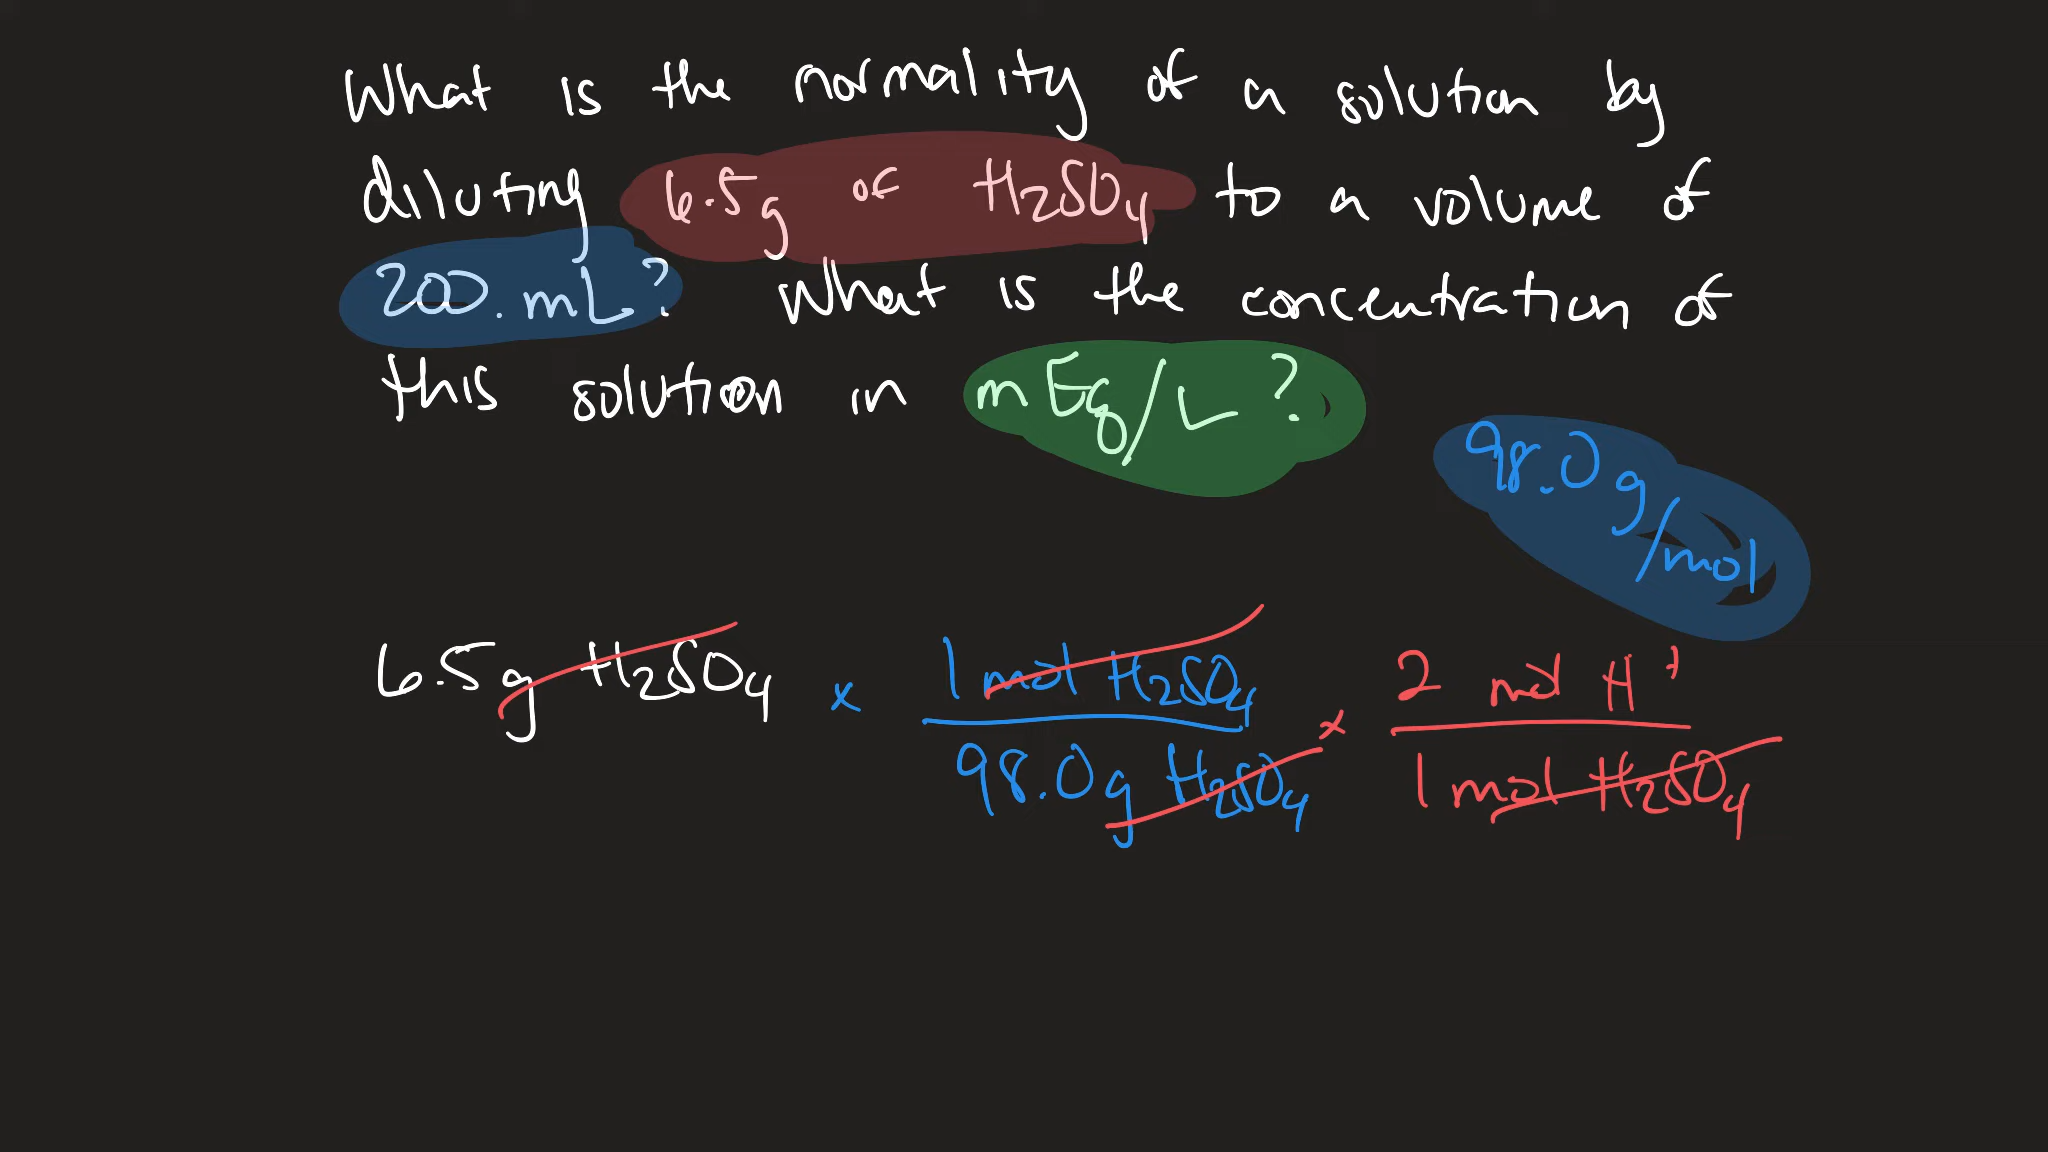 What is the normality of a solution by
diluting 6.5g of H₂SO₄ to a volume of
200. mL? What is the concentration of
this solution in mEq/L?
98.0 g/mol
6.5g H₂SO₄ × 1 mol H₂SO₄ / 98.0g H₂SO₄ × 2 mol H⁺ / 1 mol H₂SO₄